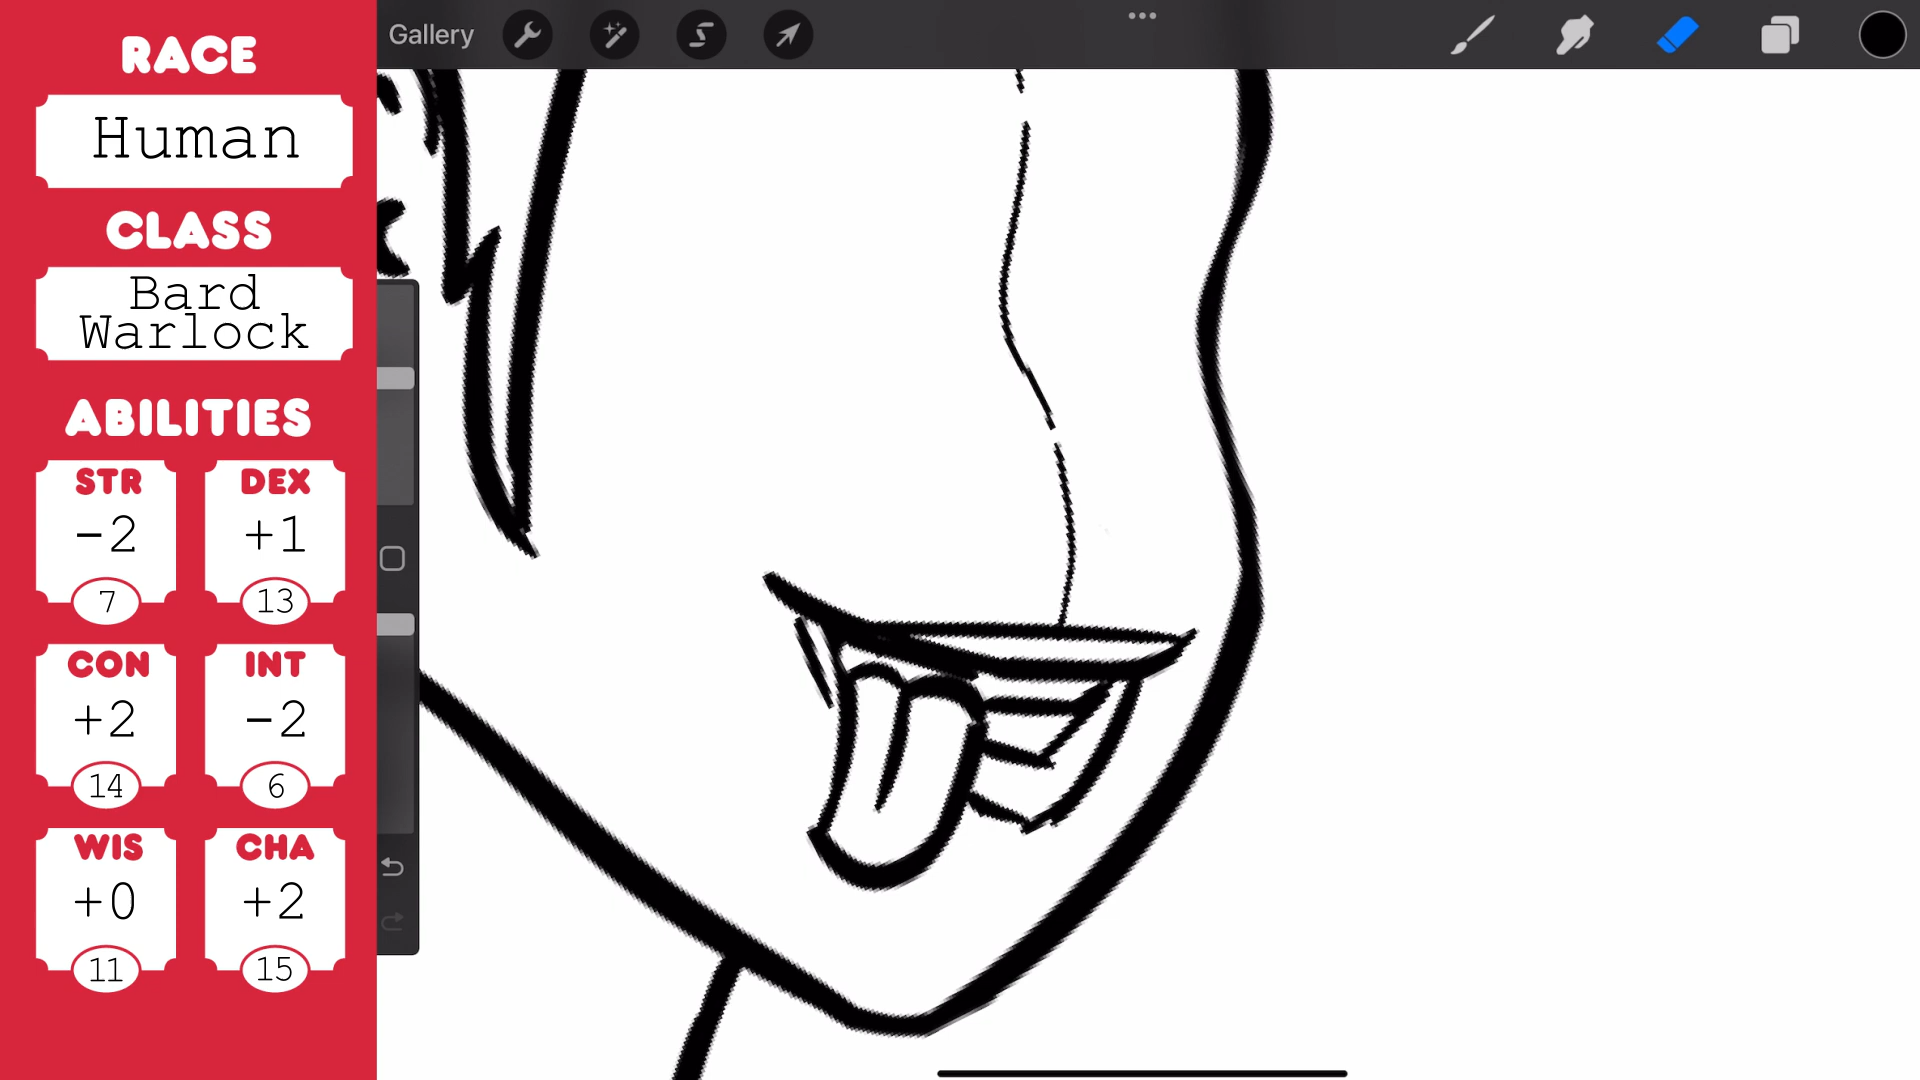 RACE
Human
CLASS
Bard
Warlock
ABILITIES
STR DEX
-2 +1
7 13
CON INT
+2 -2
14 6
WIS CHA
+0 +2
11 15
Gallery